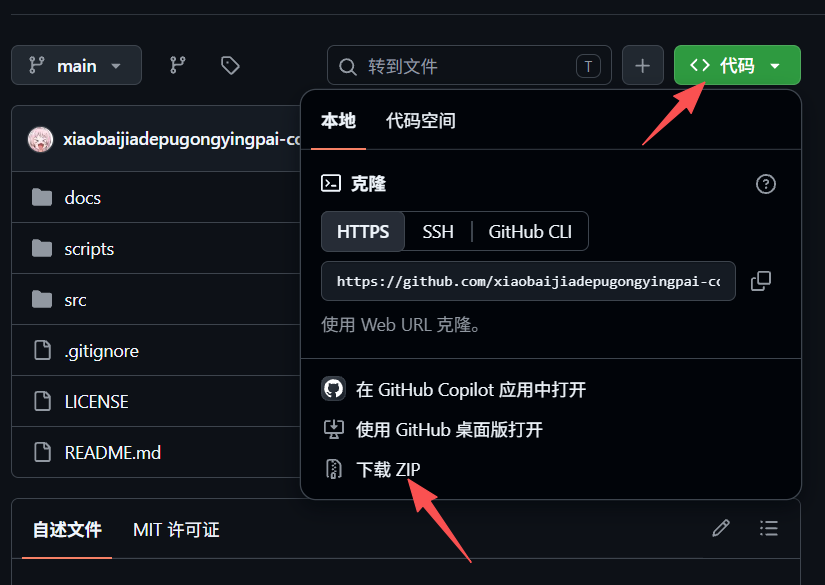 main
转到文件
T
代码
xiaobaijiadepugongyingpai-cc
docs
scripts
src
.gitignore
LICENSE
README.md
本地
代码空间
克隆
HTTPS
SSH
GitHub CLI
https://github.com/xiaobaijiadepugongyingpai-cc
使用 Web URL 克隆。
在 GitHub Copilot 应用中打开
使用 GitHub 桌面版打开
下载 ZIP
自述文件
MIT 许可证